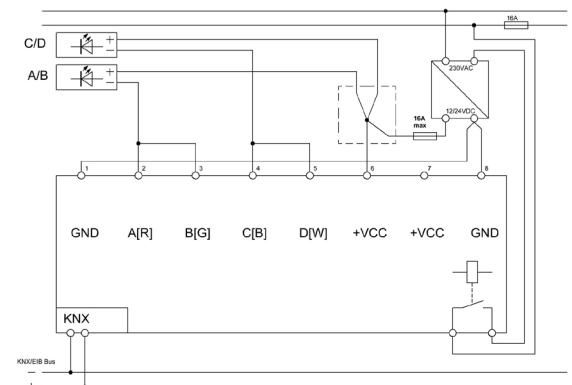 16A
C/D
+
−
A/B
+
−
230VAC
12/24VDC
16A
max
1 2 3 4 5 6 7 8
GND A[R] B[G] C[B] D[W] +VCC +VCC GND
KNX
KNX/EIB Bus
−
+